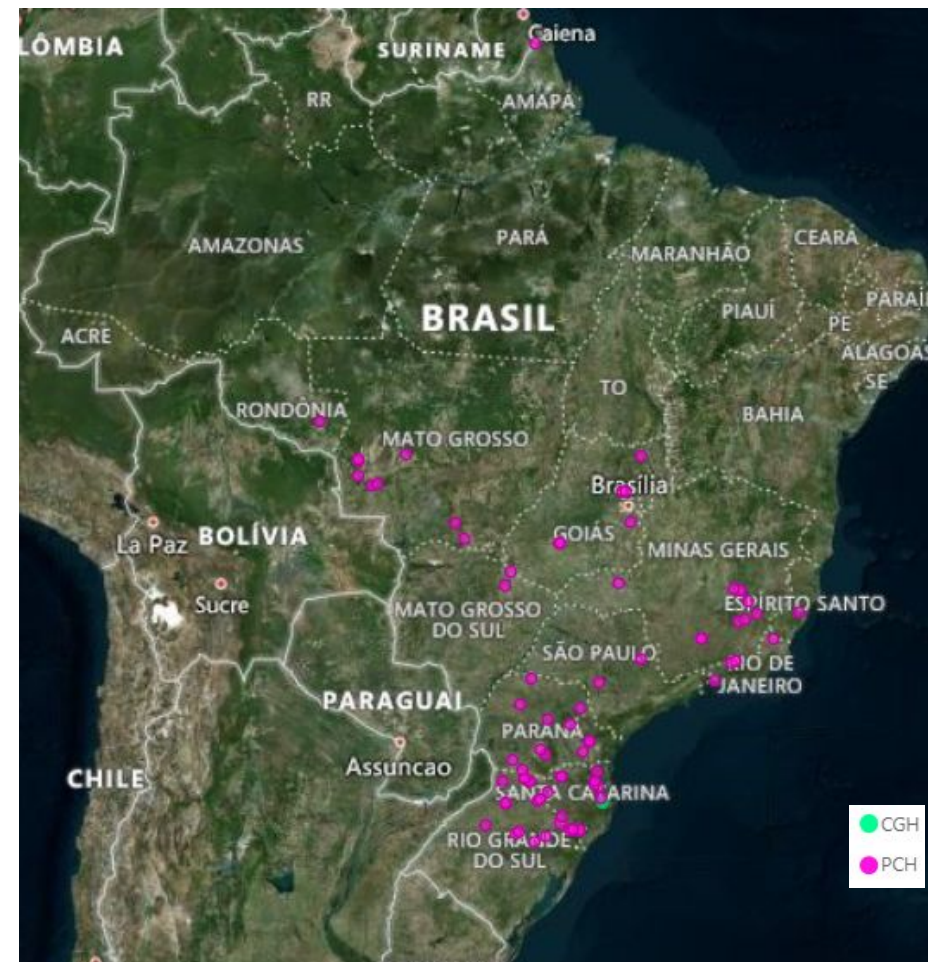 Caiena
LÔMBIA
SURINAME
RR
AMAPÁ
AMAZONAS
PARÁ
CEARÁ
MARANHÃO
BRASIL
PIAUÍ
PARAÍ
PE
ACRE
ALAGOAS
SE
TO
RONDÔNIA
BAHIA
MATO GROSSO
Brasília
La Paz
BOLÍVIA
GOIÁS
MINAS GERAIS
Sucre
ESPÍRITO SANTO
MATO GROSSO
DO SUL
SÃO PAULO
RIO DE
JANEIRO
PARAGUAI
PARANÁ
Assuncao
CHILE
SANTA CATARINA
CGH
RIO GRANDE
DO SUL
PCH